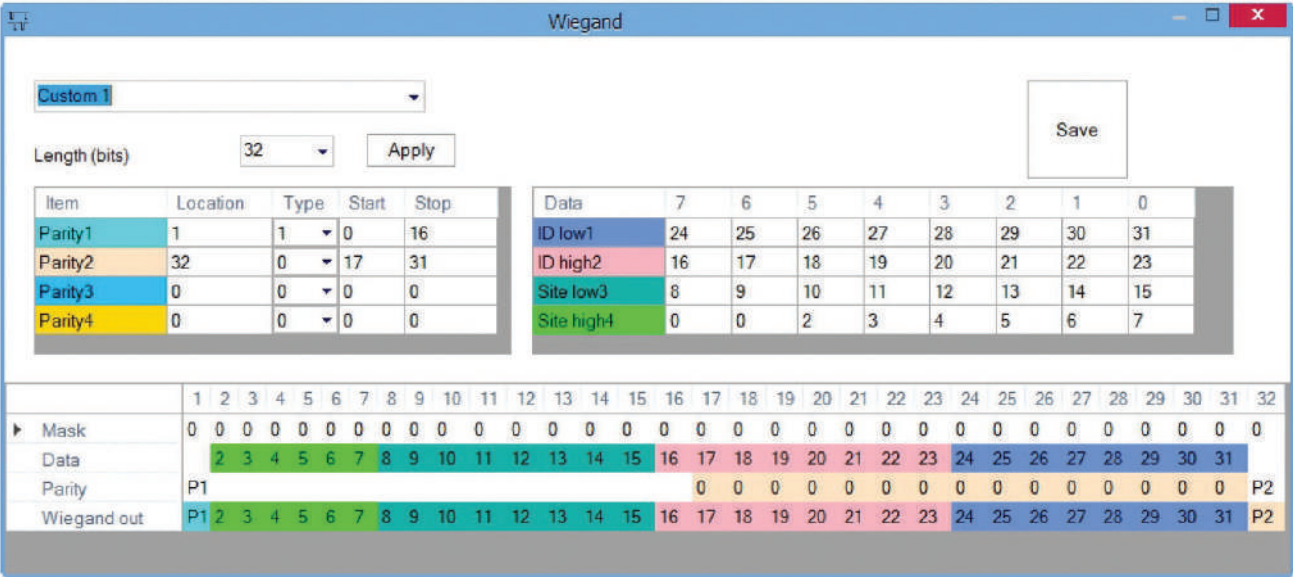 Wiegand
Custom 1
Save
Length (bits) 32 Apply
Item Location Type Start Stop
Parity1 1 1 0 16
Parity2 32 0 17 31
Parity3 0 0 0 0
Parity4 0 0 0 0
Data 7 6 5 4 3 2 1 0
ID low1 24 25 26 27 28 29 30 31
ID high2 16 17 18 19 20 21 22 23
Site low3 8 9 10 11 12 13 14 15
Site high4 0 0 2 3 4 5 6 7
1 2 3 4 5 6 7 8 9 10 11 12 13 14 15 16 17 18 19 20 21 22 23 24 25 26 27 28 29 30 31 32
Mask 0 0 0 0 0 0 0 0 0 0 0 0 0 0 0 0 0 0 0 0 0 0 0 0 0 0 0 0 0 0 0 0
Data 2 3 4 5 6 7 8 9 10 11 12 13 14 15 16 17 18 19 20 21 22 23 24 25 26 27 28 29 30 31
Parity P1 0 0 0 0 0 0 0 0 0 0 0 0 0 0 0 P2
Wiegand out P1 2 3 4 5 6 7 8 9 10 11 12 13 14 15 16 17 18 19 20 21 22 23 24 25 26 27 28 29 30 31 P2